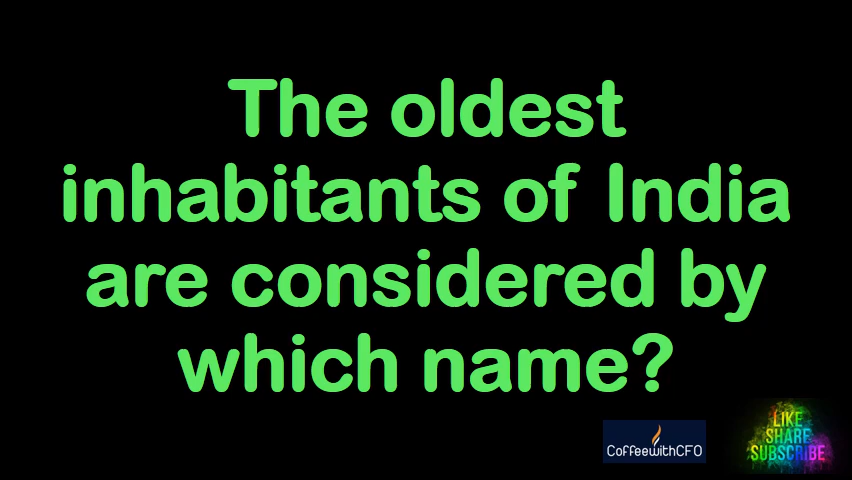 The oldest
inhabitants of India
are considered by
which name?
CoffeewithCFO
LIKE
SHARE
SUBSCRIBE